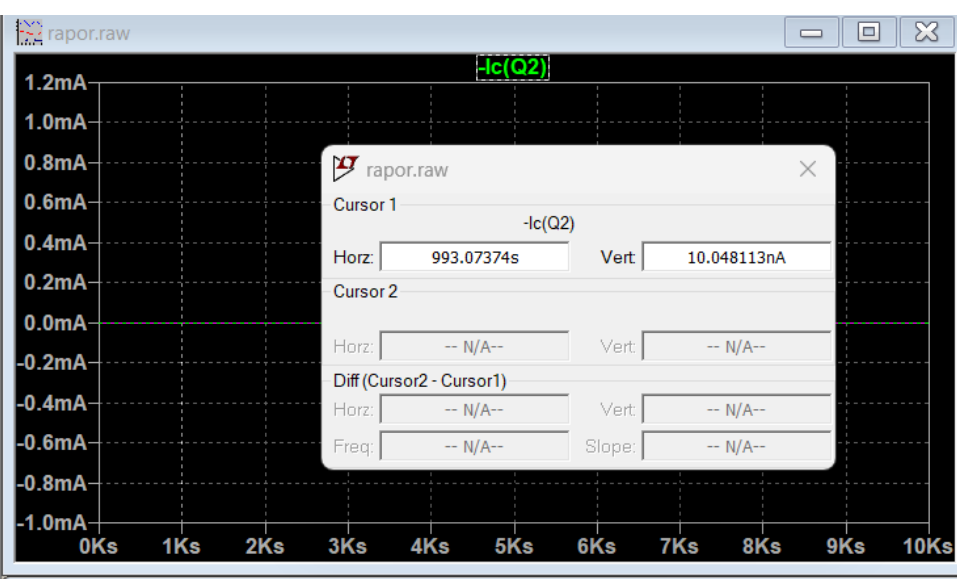 rapor.raw
-Ic(Q2)
1.2mA
1.0mA
0.8mA
0.6mA
0.4mA
0.2mA
0.0mA
-0.2mA
-0.4mA
-0.6mA
-0.8mA
-1.0mA
0Ks 1Ks 2Ks 3Ks 4Ks 5Ks 6Ks 7Ks 8Ks 9Ks 10Ks
rapor.raw
Cursor 1
-Ic(Q2)
Horz: 993.07374s Vert: 10.048113nA
Cursor 2
Horz: -- N/A-- Vert: -- N/A--
Diff (Cursor2 - Cursor1)
Horz: -- N/A-- Vert: -- N/A--
Freq: -- N/A-- Slope: -- N/A--